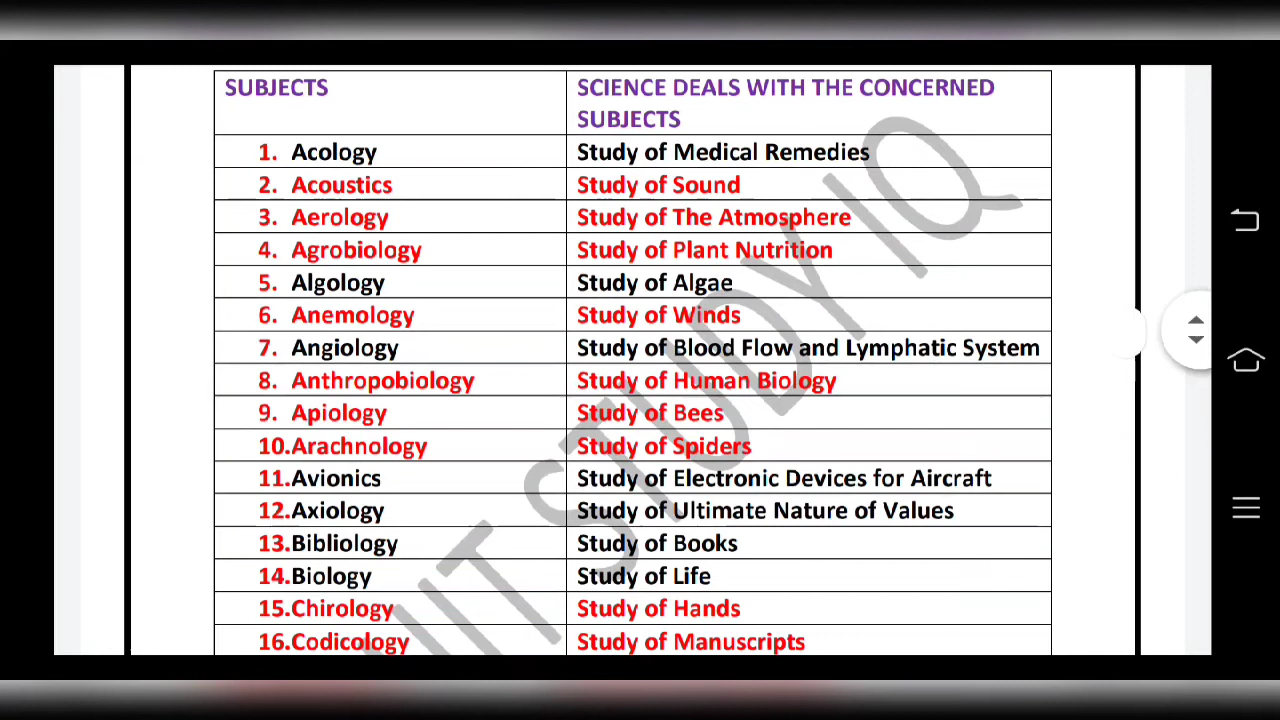 SUBJECTS SCIENCE DEALS WITH THE CONCERNED
SUBJECTS
1. Acology Study of Medical Remedies
2. Acoustics Study of Sound
3. Aerology Study of The Atmosphere
4. Agrobiology Study of Plant Nutrition
5. Algology Study of Algae
6. Anemology Study of Winds
7. Angiology Study of Blood Flow and Lymphatic System
8. Anthropobiology Study of Human Biology
9. Apiology Study of Bees
10.Arachnology Study of Spiders
11.Avionics Study of Electronic Devices for Aircraft
12.Axiology Study of Ultimate Nature of Values
13.Bibliology Study of Books
14.Biology Study of Life
15.Chirology Study of Hands
16.Codicology Study of Manuscripts
STUDY IQ